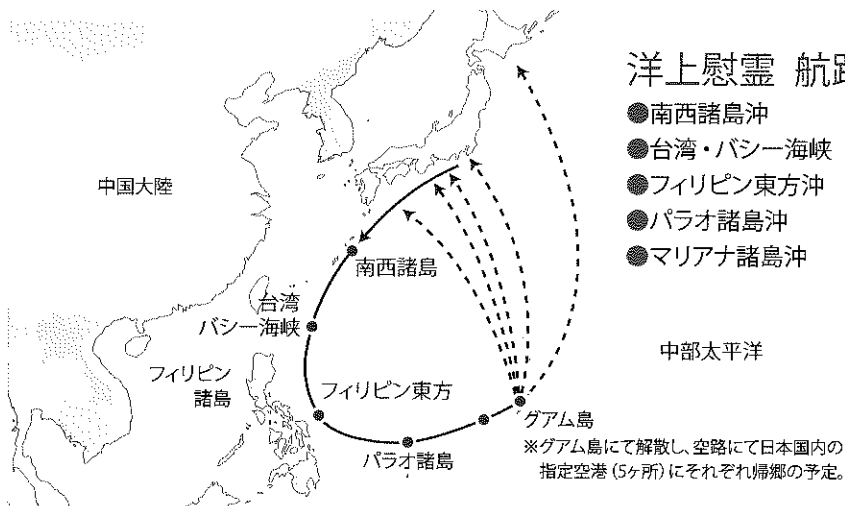 洋上慰霊 航路
●南西諸島沖
●台湾・バシー海峡
●フィリピン東方沖
●パラオ諸島沖
●マリアナ諸島沖
中国大陸
南西諸島
台湾
バシー海峡
フィリピン
諸島
フィリピン東方
パラオ諸島
グアム島
中部太平洋
※グアム島にて解散し、空路にて日本国内の
指定空港(5ヶ所)にそれぞれ帰郷の予定。